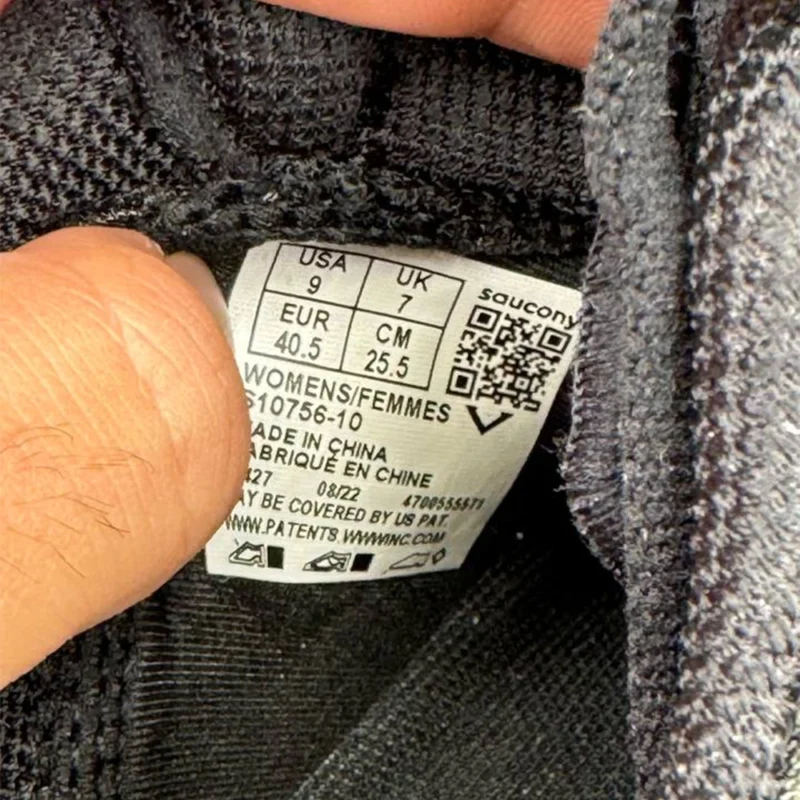 USA
9
UK
7
EUR
40.5
CM
25.5
saucony
WOMENS/FEMMES
S10756-10
ADE IN CHINA
ABRIQUÉ EN CHINE
427 08/22
AY BE COVERED BY US PAT.
WWW.PATENTS.WWWINC.COM